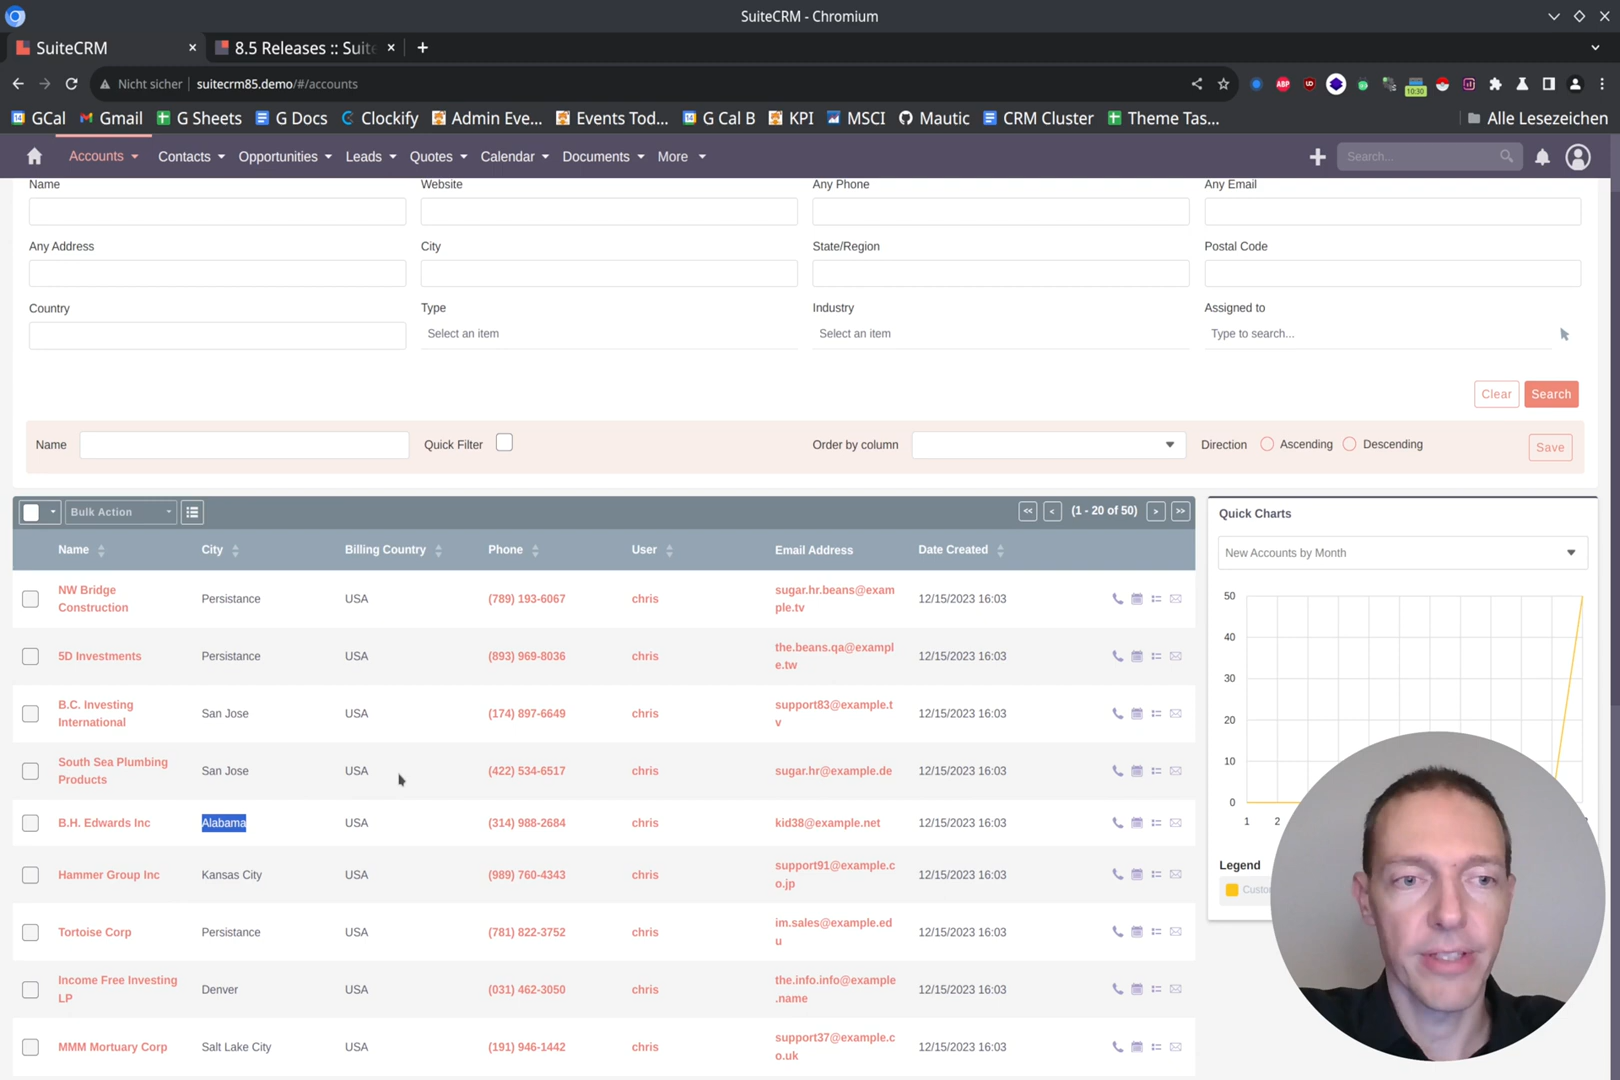 SuiteCRM - Chromium
SuiteCRM
8.5 Releases :: Suite
Nicht sicher
suitecrm85.demo/#/accounts
ABP
10:30
GCal
Gmail
G Sheets
G Docs
Clockify
Admin Eve...
Events Tod...
G Cal B
KPI
MSCI
Mautic
CRM Cluster
Theme Tas...
Alle Lesezeichen
Accounts
Contacts
Opportunities
Leads
Quotes
Calendar
Documents
More
Search...
Name
Website
Any Phone
Any Email
Any Address
City
State/Region
Postal Code
Country
Type
Industry
Assigned to
Select an item
Select an item
Type to search...
Clear
Search
Name
Quick Filter
Order by column
Direction
Ascending
Descending
Save
Bulk Action
<<
<
(1 - 20 of 50)
>
>>
Name
City
Billing Country
Phone
User
Email Address
Date Created
NW Bridge
Construction
Persistance
USA
(789) 193-6067
chris
sugar.hr.beans@exam
ple.tv
12/15/2023 16:03
5D Investments
Persistance
USA
(893) 969-8036
chris
the.beans.qa@exampl
e.tw
12/15/2023 16:03
B.C. Investing
International
San Jose
USA
(174) 897-6649
chris
support83@example.t
v
12/15/2023 16:03
South Sea Plumbing
Products
San Jose
USA
(422) 534-6517
chris
sugar.hr@example.de
12/15/2023 16:03
B.H. Edwards Inc
Alabama
USA
(314) 988-2684
chris
kid38@example.net
12/15/2023 16:03
Hammer Group Inc
Kansas City
USA
(989) 760-4343
chris
support91@example.c
o.jp
12/15/2023 16:03
Tortoise Corp
Persistance
USA
(781) 822-3752
chris
im.sales@example.ed
u
12/15/2023 16:03
Income Free Investing
LP
Denver
USA
(031) 462-3050
chris
the.info.info@example
.name
12/15/2023 16:03
MMM Mortuary Corp
Salt Lake City
USA
(191) 946-1442
chris
support37@example.c
o.uk
12/15/2023 16:03
Quick Charts
New Accounts by Month
50
40
30
20
10
0
1
2
Legend